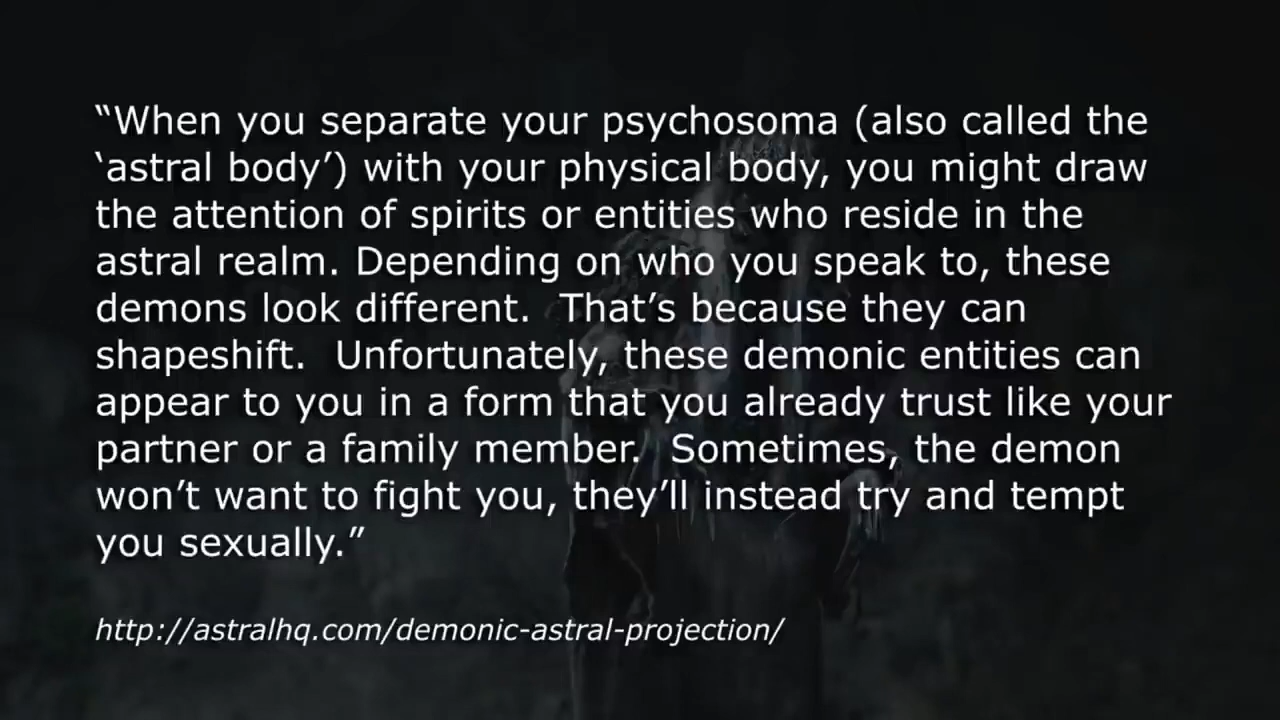 “When you separate your psychosoma (also called the
‘astral body’) with your physical body, you might draw
the attention of spirits or entities who reside in the
astral realm. Depending on who you speak to, these
demons look different.  That’s because they can
shapeshift.  Unfortunately, these demonic entities can
appear to you in a form that you already trust like your
partner or a family member.  Sometimes, the demon
won’t want to fight you, they’ll instead try and tempt
you sexually.”
http://astralhq.com/demonic-astral-projection/